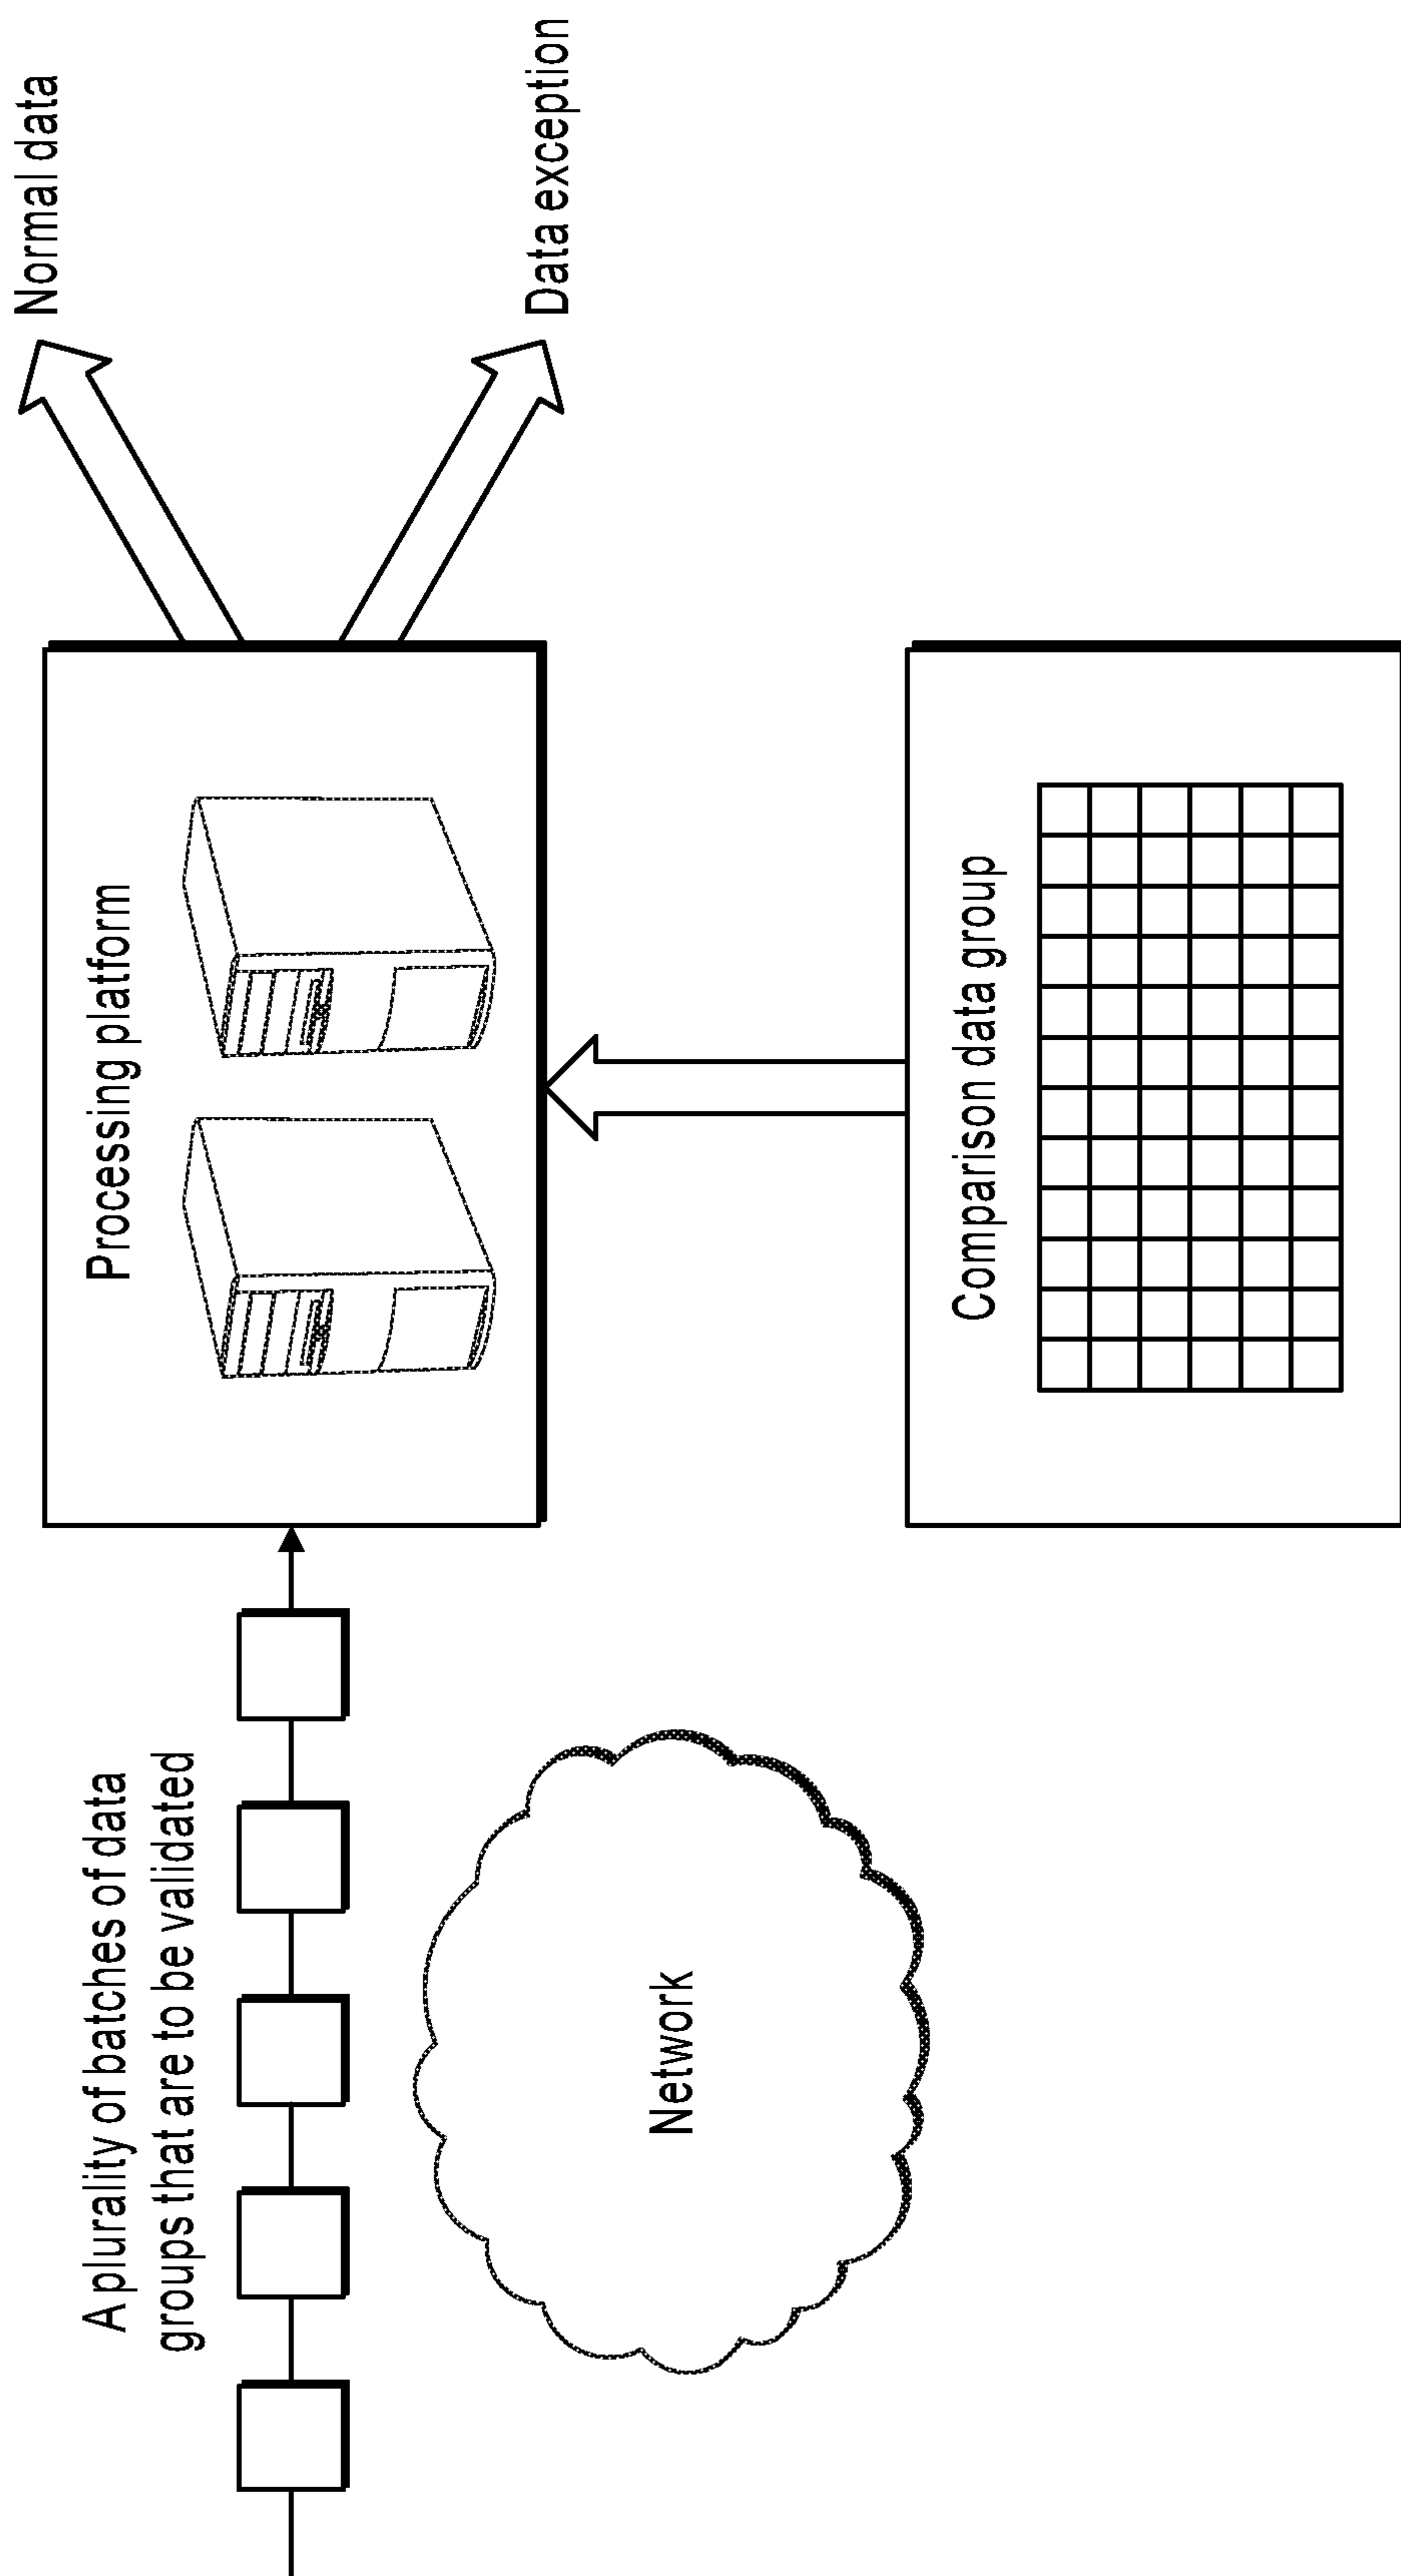 A plurality of batches of data
groups that are to be validated
Network
Processing platform
Comparison data group
Normal data
Data exception